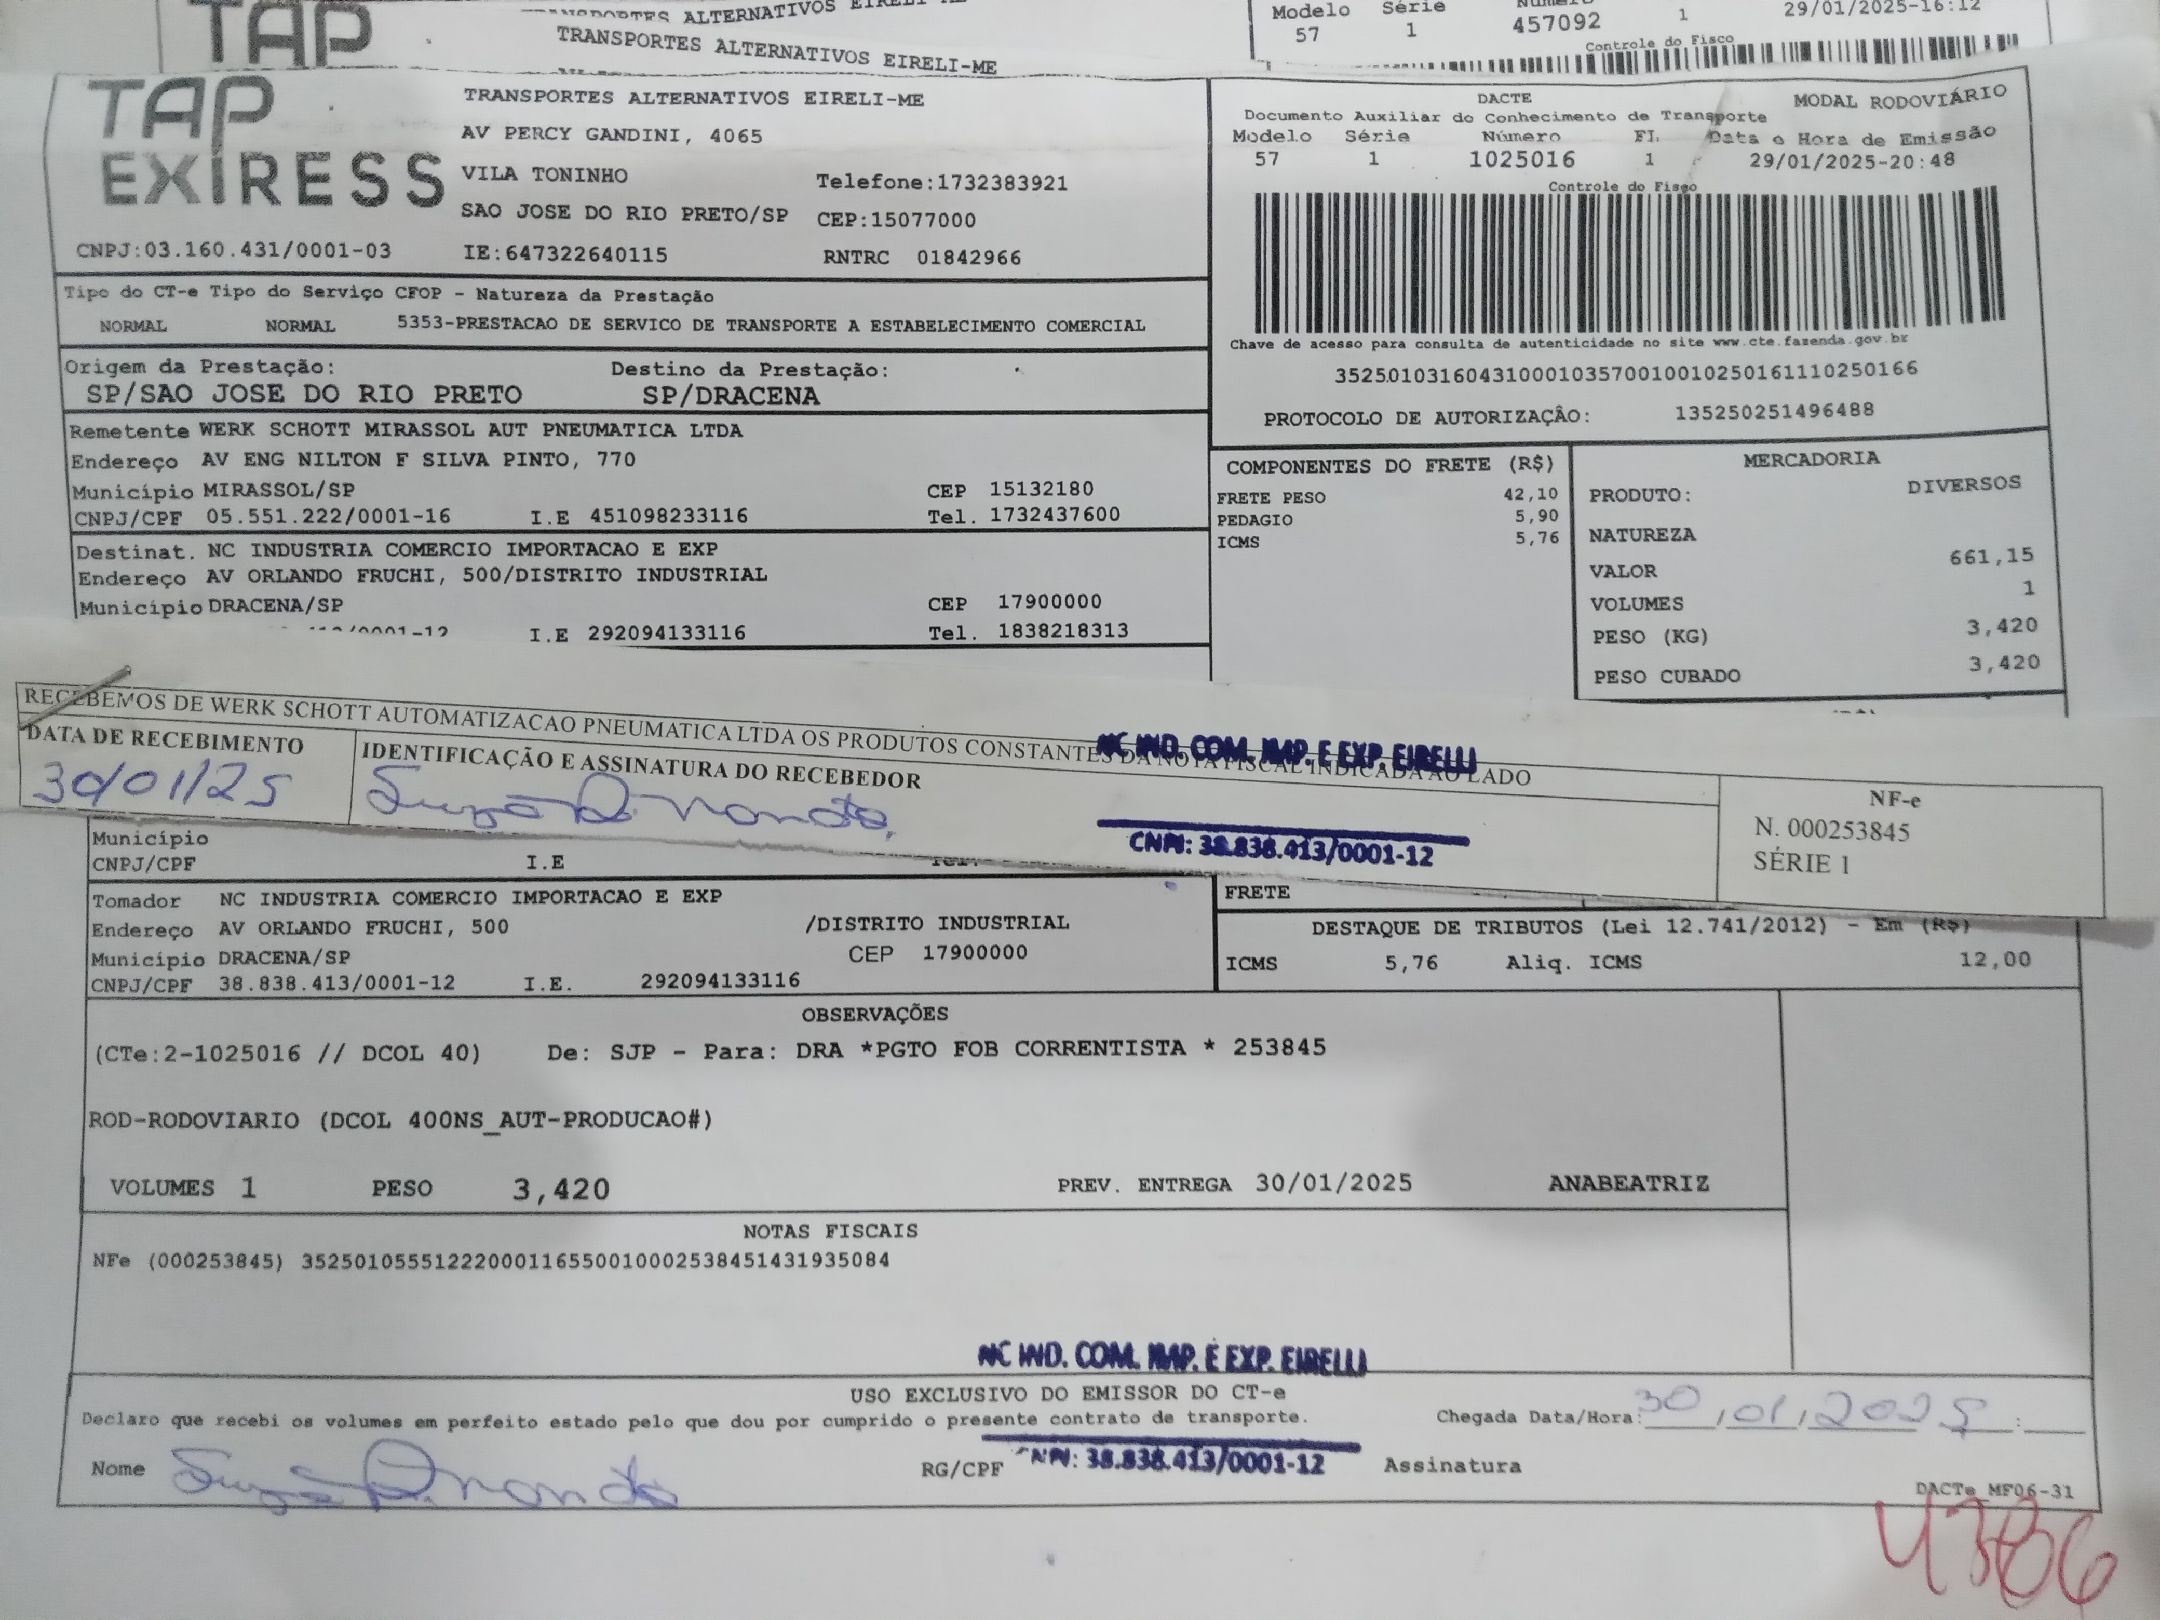 TAP
TRANSPORTES ALTERNATIVOS EIRELI-ME
TRANSPORTES ALTERNATIVOS EIRELI-ME
Modelo Série Número
57 1 457092 1 29/01/2025-16:12
Controle do Fisco
TAP
EXIRESS
TRANSPORTES ALTERNATIVOS EIRELI-ME
AV PERCY GANDINI, 4065
VILA TONINHO Telefone:1732383921
SAO JOSE DO RIO PRETO/SP CEP:15077000
CNPJ:03.160.431/0001-03 IE:647322640115 RNTRC 01842966
DACTE MODAL RODOVIÁRIO
Documento Auxiliar do Conhecimento de Transporte
Modelo Série Número FL Data e Hora de Emissão
57 1 1025016 1 29/01/2025-20:48
Controle do Fisco
Chave de acesso para consulta de autenticidade no site www.cte.fazenda.gov.br
35250103160431000103570010010250161110250166
PROTOCOLO DE AUTORIZAÇÃO: 135250251496488
Tipo do CT-e Tipo do Serviço CFOP - Natureza da Prestação
NORMAL NORMAL 5353-PRESTACAO DE SERVICO DE TRANSPORTE A ESTABELECIMENTO COMERCIAL
Origem da Prestação: Destino da Prestação:
SP/SAO JOSE DO RIO PRETO SP/DRACENA
Remetente WERK SCHOTT MIRASSOL AUT PNEUMATICA LTDA
Endereço AV ENG NILTON F SILVA PINTO, 770
Município MIRASSOL/SP CEP 15132180
CNPJ/CPF 05.551.222/0001-16 I.E 451098233116 Tel. 1732437600
Destinat. NC INDUSTRIA COMERCIO IMPORTACAO E EXP
Endereço AV ORLANDO FRUCHI, 500/DISTRITO INDUSTRIAL
Município DRACENA/SP CEP 17900000
/0001-12 I.E 292094133116 Tel. 1838218313
COMPONENTES DO FRETE (R$)
FRETE PESO 42,10
PEDAGIO 5,90
ICMS 5,76
MERCADORIA
PRODUTO: DIVERSOS
NATUREZA
VALOR 661,15
VOLUMES 1
PESO (KG) 3,420
PESO CUBADO 3,420
RECEBEMOS DE WERK SCHOTT AUTOMATIZACAO PNEUMATICA LTDA OS PRODUTOS CONSTANTES DA NOTA FISCAL INDICADA AO LADO
NC IND. COM. IMP. E EXP. EIRELLI
DATA DE RECEBIMENTO IDENTIFICAÇÃO E ASSINATURA DO RECEBEDOR
30/01/25
CNPJ: 38.838.413/0001-12
NF-e
N. 000253845
SÉRIE 1
Município
CNPJ/CPF I.E Tel.
Tomador NC INDUSTRIA COMERCIO IMPORTACAO E EXP
Endereço AV ORLANDO FRUCHI, 500 /DISTRITO INDUSTRIAL
Município DRACENA/SP CEP 17900000
CNPJ/CPF 38.838.413/0001-12 I.E. 292094133116
FRETE
DESTAQUE DE TRIBUTOS (Lei 12.741/2012) - Em (R$)
ICMS 5,76 Aliq. ICMS 12,00
OBSERVAÇÕES
(CTe:2-1025016 // DCOL 40) De: SJP - Para: DRA *PGTO FOB CORRENTISTA * 253845
ROD-RODOVIARIO (DCOL 400NS_AUT-PRODUCAO#)
VOLUMES 1 PESO 3,420 PREV. ENTREGA 30/01/2025 ANABEATRIZ
NOTAS FISCAIS
NFe (000253845) 35250105551222000116550010002538451431935084
NC IND. COM. IMP. E EXP. EIRELLI
USO EXCLUSIVO DO EMISSOR DO CT-e
Declaro que recebi os volumes em perfeito estado pelo que dou por cumprido o presente contrato de transporte. Chegada Data/Hora: 30/01/2025 :
Nome RG/CPF CNPJ: 38.838.413/0001-12 Assinatura
DACTe_MF06-31